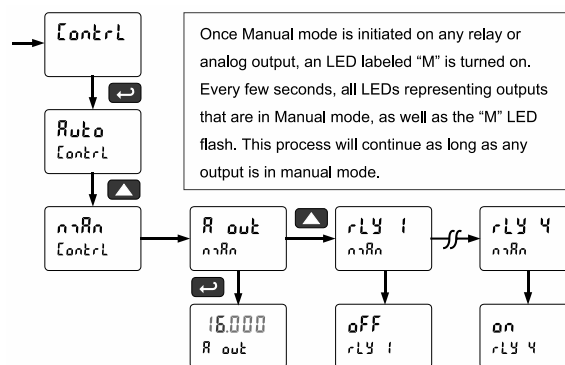 Contrl
Once Manual mode is initiated on any relay or
analog output, an LED labeled “M” is turned on.
Every few seconds, all LEDs representing outputs
that are in Manual mode, as well as the “M” LED
flash. This process will continue as long as any
output is in manual mode.
Auto
Contrl
mAn
Contrl
A out
mAn
rLY 1
mAn
rLY 4
mAn
16.000
A out
oFF
rLY 1
on
rLY 4